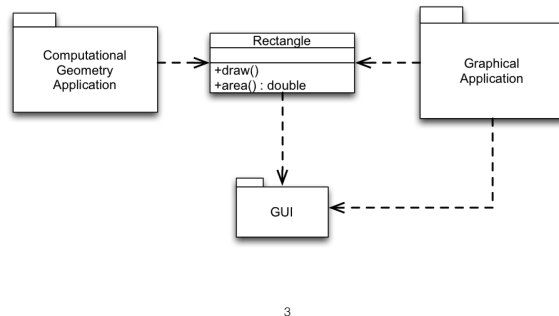 Computational
Geometry
Application
Rectangle
+draw()
+area() : double
Graphical
Application
GUI
3